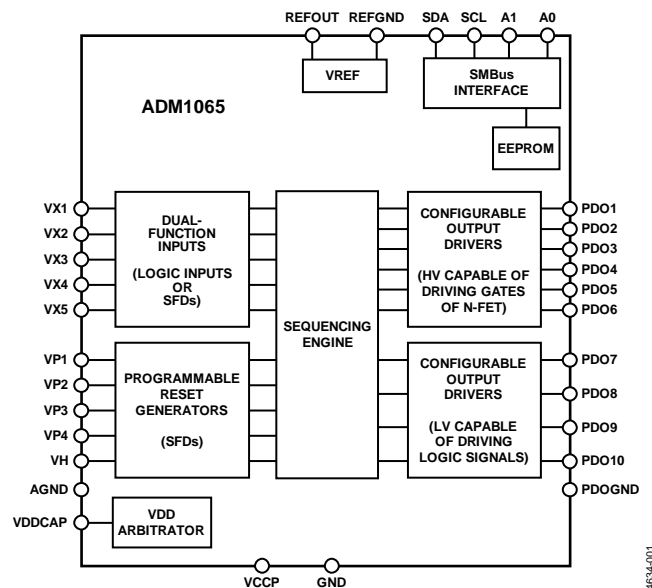 REFOUT REFGND SDA SCL A1 A0
VREF
SMBus
INTERFACE
ADM1065
EEPROM
VX1
VX2
VX3
VX4
VX5
DUAL-
FUNCTION
INPUTS
(LOGIC INPUTS
OR
SFDs)
VP1
VP2
VP3
VP4
VH
PROGRAMMABLE
RESET
GENERATORS
(SFDs)
AGND
VDDCAP
VDD
ARBITRATOR
SEQUENCING
ENGINE
CONFIGURABLE
OUTPUT
DRIVERS
(HV CAPABLE OF
DRIVING GATES
OF N-FET)
PDO1
PDO2
PDO3
PDO4
PDO5
PDO6
CONFIGURABLE
OUTPUT
DRIVERS
(LV CAPABLE
OF DRIVING
LOGIC SIGNALS)
PDO7
PDO8
PDO9
PDO10
PDOGND
VCCP GND